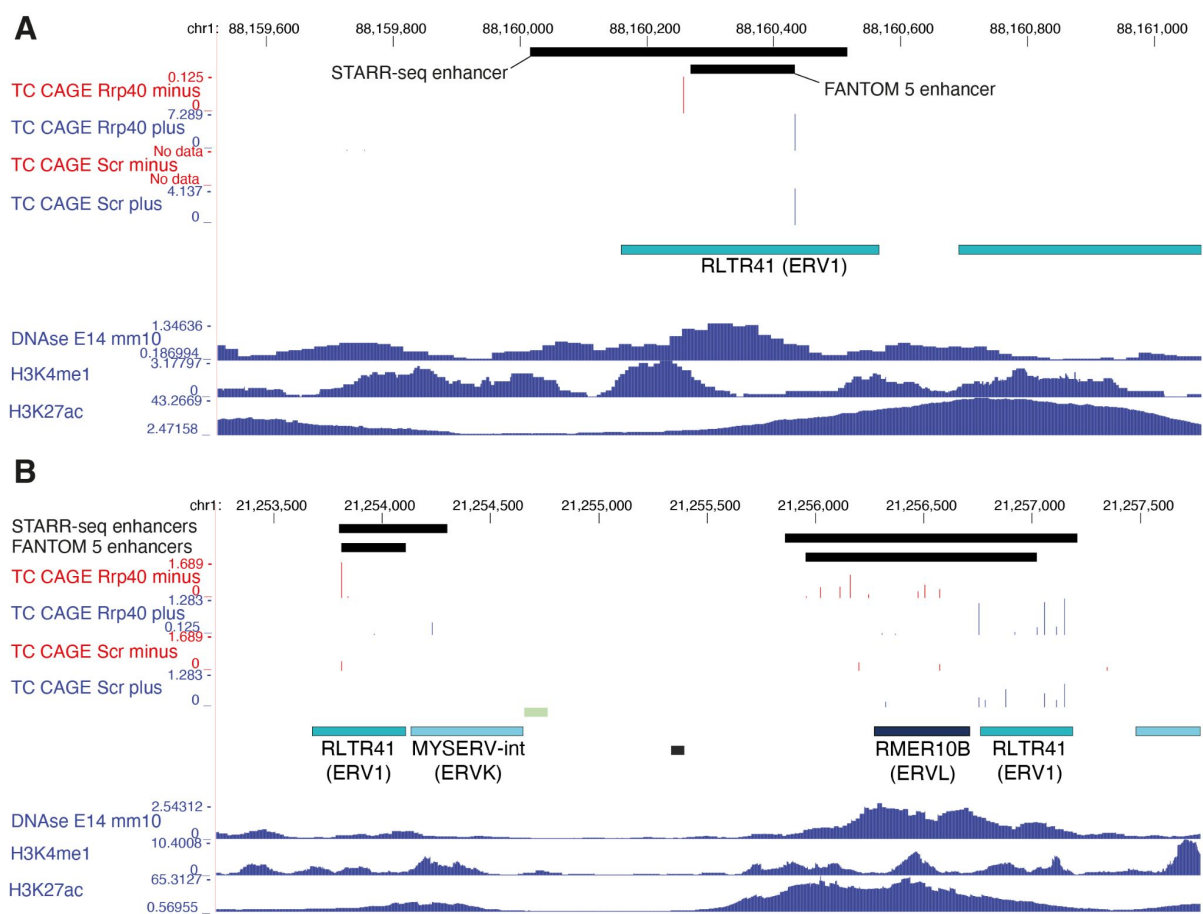 A
chr1: 88,159,600 88,159,800 88,160,000 88,160,200 88,160,400 88,160,600 88,160,800 88,161,000
STARR-seq enhancer
FANTOM 5 enhancer
0.125 -
TC CAGE Rrp40 minus
0 _
7.289 -
TC CAGE Rrp40 plus
0 _
No data -
TC CAGE Scr minus
No data _
4.137 -
TC CAGE Scr plus
0 _
RLTR41 (ERV1)
1.34636 -
DNAse E14 mm10
0.186994 _
3.17797 -
H3K4me1
0 _
43.2669 -
H3K27ac
2.47158 _
B
chr1: 21,253,500 21,254,000 21,254,500 21,255,000 21,255,500 21,256,000 21,256,500 21,257,000 21,257,500
STARR-seq enhancers
FANTOM 5 enhancers
1.689 -
TC CAGE Rrp40 minus
0 _
1.283 -
TC CAGE Rrp40 plus
0.125 _
1.689 -
TC CAGE Scr minus
0 _
1.283 -
TC CAGE Scr plus
0 _
RLTR41 MYSERV-int RMER10B RLTR41
(ERV1) (ERVK) (ERVL) (ERV1)
2.54312 -
DNAse E14 mm10
0 _
10.4008 -
H3K4me1
0 _
65.3127 -
H3K27ac
0.56955 _